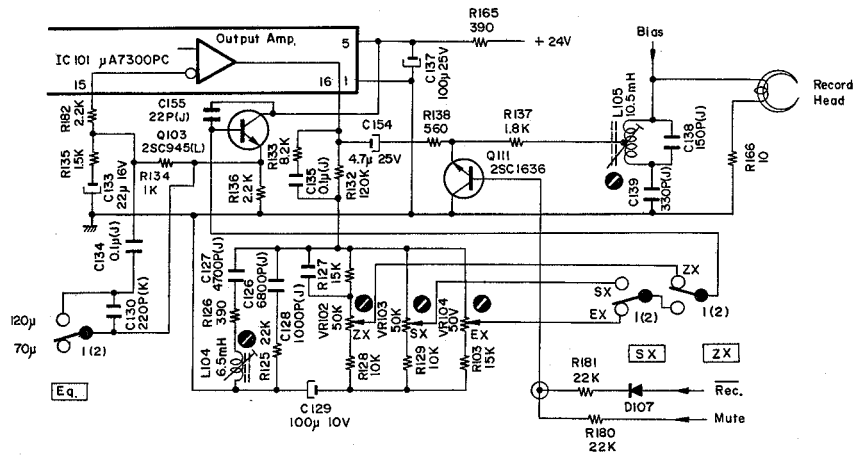 R165
390
+24V
Output Amp.
5
IC101 μA7300PC
16
1
15
C137
100μ 25V
Bias
L105
10.5mH
Record
Head
R182
2.2K
C155
22P(J)
Q103
2SC945(L)
R133
8.2K
C154
4.7μ 25V
R138
560
R137
1.8K
C138
150P(J)
R135
1.5K
C133
22μ 16V
R134
1K
R136
2.2K
C135
0.1μ(J)
R132
120K
Q111
2SC1636
C139
330P(J)
R166
10
C134
0.1μ(J)
C127
4700P(J)
C126
6800P(J)
R127
15K
C130
220P(K)
R126
390
C128
1000P(J)
VR102
50K
ZX
VR103
50K
SX
VR104
50V
EX
SX
EX
ZX
1(2)
1(2)
120μ
70μ
1(2)
L104
6.5mH
R125 22K
R128
10K
R129
10K
R103
15K
SX
ZX
Eq.
C129
100μ 10V
R181
22K
D107
Rec.
Mute
R180
22K